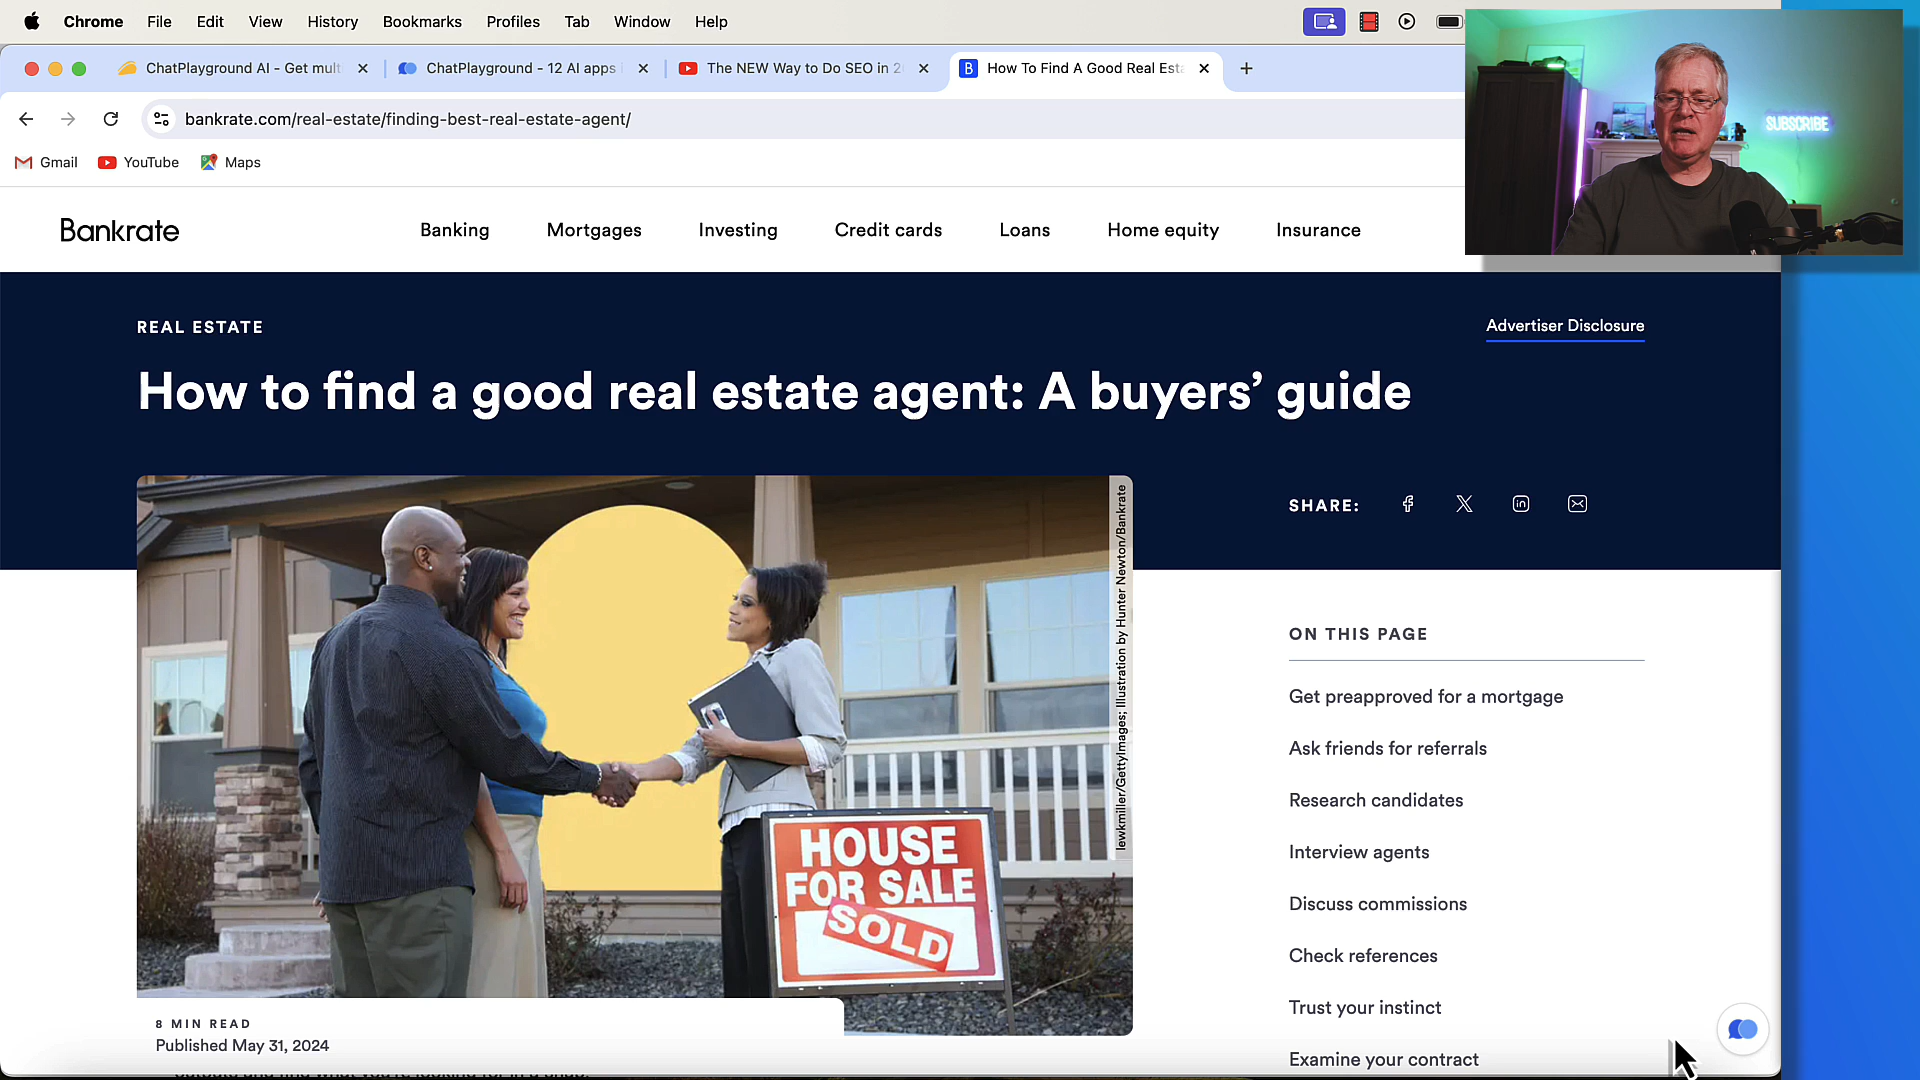 Chrome File Edit View History Bookmarks Profiles Tab Window Help
ChatPlayground AI - Get mult
ChatPlayground - 12 AI apps i
The NEW Way to Do SEO in 2
How To Find A Good Real Esta
bankrate.com/real-estate/finding-best-real-estate-agent/
Gmail YouTube Maps
SUBSCRIBE
Bankrate
Banking Mortgages Investing Credit cards Loans Home equity Insurance
REAL ESTATE
Advertiser Disclosure
How to find a good real estate agent: A buyers’ guide
SHARE:
lewkmiller/GettyImages; Illustration by Hunter Newton/Bankrate
HOUSE
FOR SALE
SOLD
ON THIS PAGE
Get preapproved for a mortgage
Ask friends for referrals
Research candidates
Interview agents
Discuss commissions
Check references
Trust your instinct
Examine your contract
8 MIN READ
Published May 31, 2024